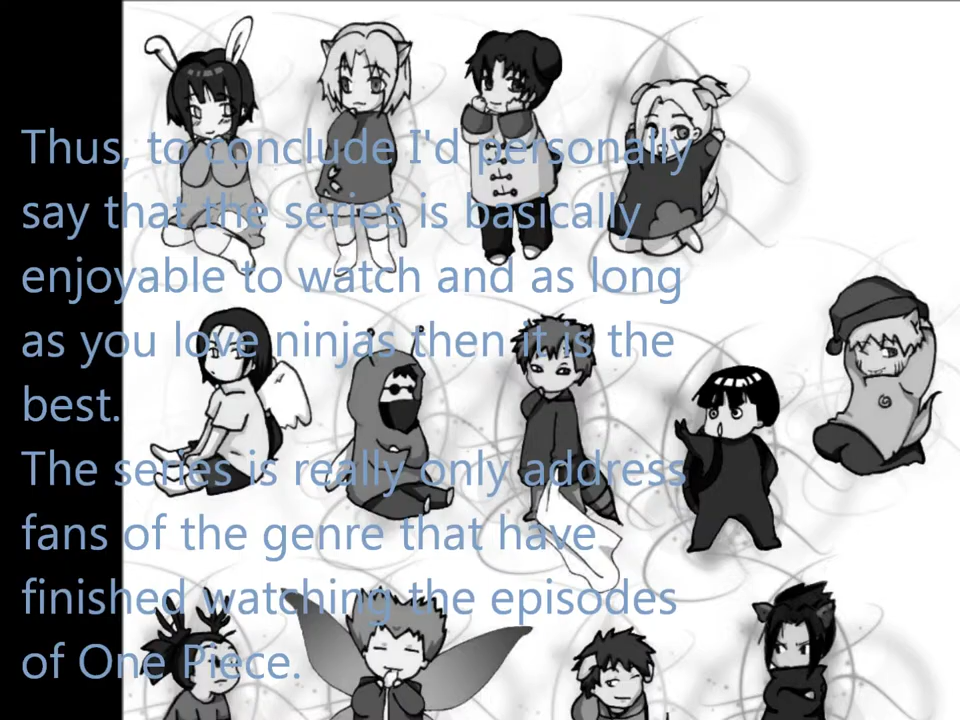 Thus, to conclude I'd personally
say that the series is basically
enjoyable to watch and as long
as you love ninjas then it is the
best.
The series is really only address
fans of the genre that have
finished watching the episodes
of One Piece.